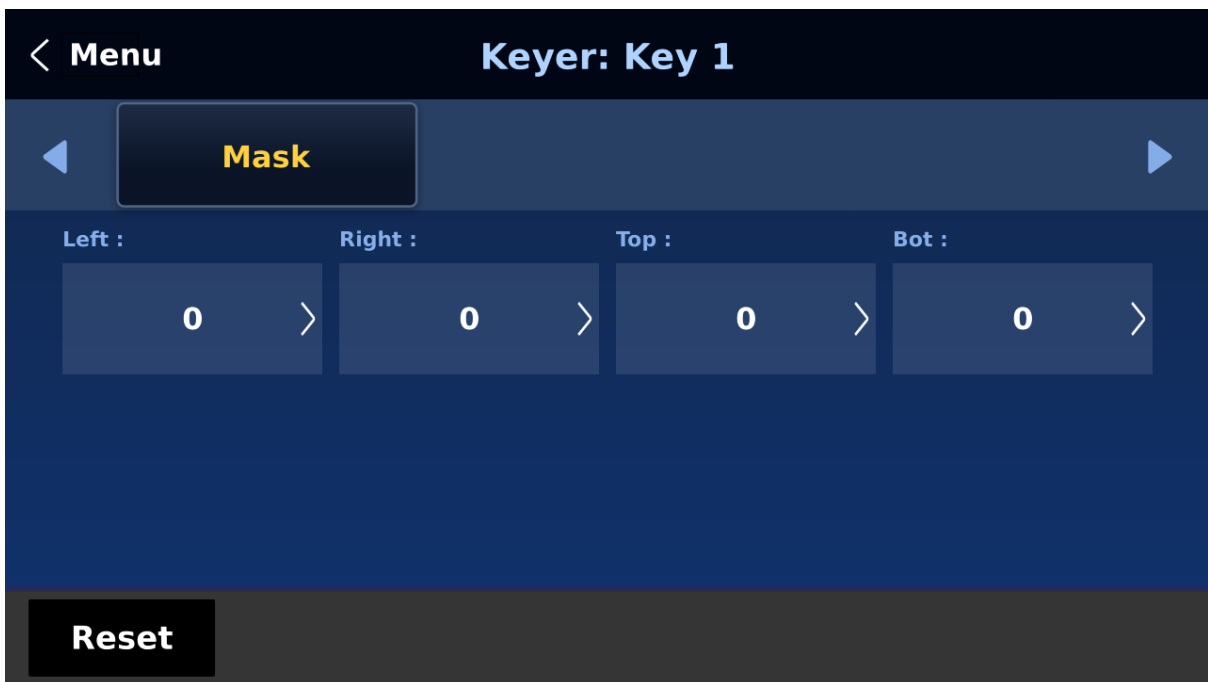 Menu
Keyer: Key 1
Mask
Left : Right : Top : Bot :
0 0 0 0
Reset